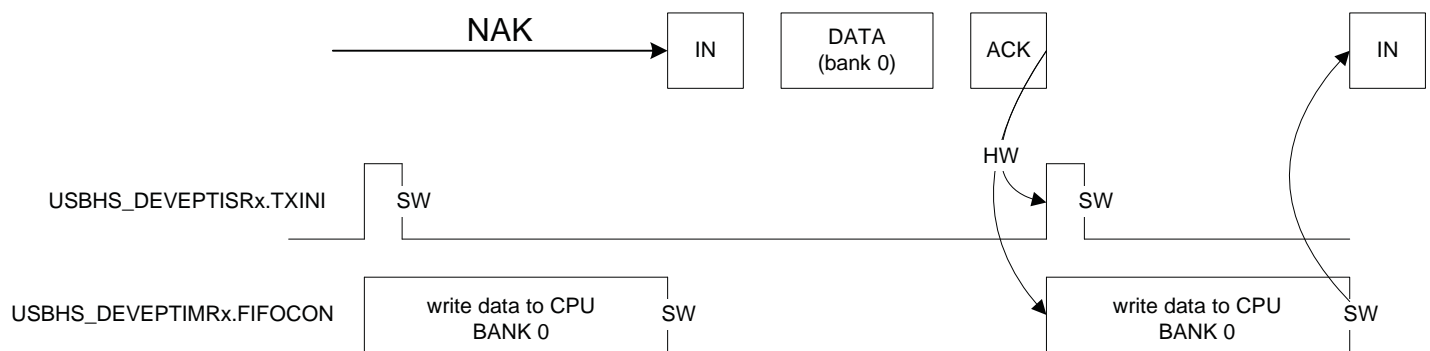 NAK
IN
DATA
(bank 0)
ACK
IN
HW
USBHS_DEVEPTISRx.TXINI
SW
SW
USBHS_DEVEPTIMRx.FIFOCON
write data to CPU
BANK 0
SW
write data to CPU
BANK 0
SW